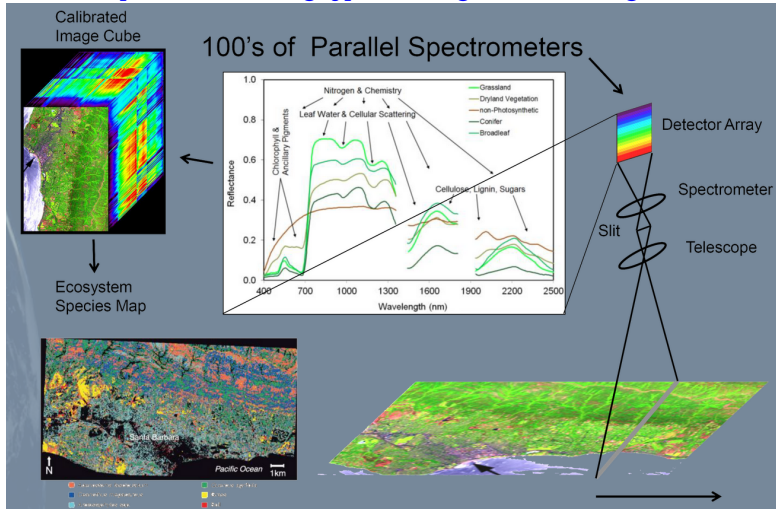 Calibrated
Image Cube
100's of Parallel Spectrometers
Nitrogen & Chemistry
Leaf Water & Cellular Scattering
Chlorophyll &
Ancillary Pigments
Cellulose, Lignin, Sugars
Grassland
Dryland Vegetation
non-Photosynthetic
Conifer
Broadleaf
1.0
0.8
0.6
0.4
0.2
0.0
Reflectance
400
700
1000
1300
1600
1900
2200
2500
Wavelength (nm)
Detector Array
Spectrometer
Slit
Telescope
Ecosystem
Species Map
Santa Barbara
Pacific Ocean
N
1km